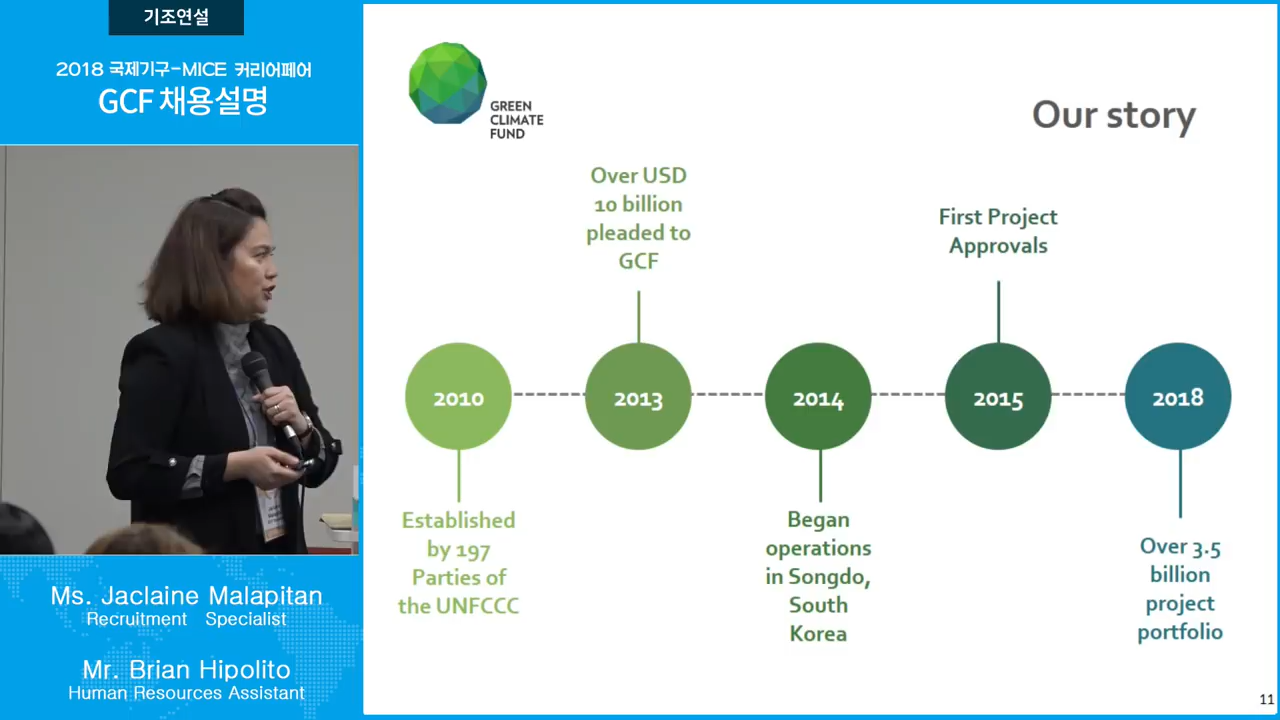 기조연설
2018 국제기구-MICE 커리어페어
GCF 채용설명
Ms. Jaclaine Malapitan
Recruitment Specialist
Mr. Brian Hipolito
Human Resources Assistant
GREEN
CLIMATE
FUND
Our story
Over USD
10 billion
pleaded to
GCF
First Project
Approvals
2010
2013
2014
2015
2018
Established
by 197
Parties of
the UNFCCC
Began
operations
in Songdo,
South
Korea
Over 3.5
billion
project
portfolio
11